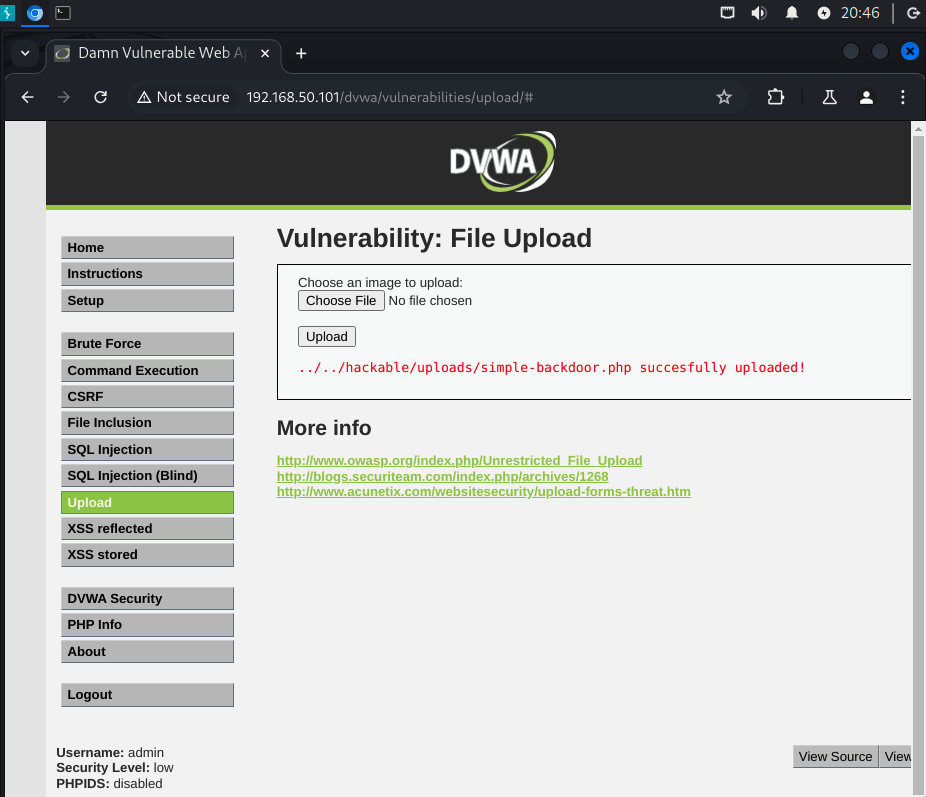 20:46
Damn Vulnerable Web A
Not secure 192.168.50.101/dvwa/vulnerabilities/upload/#
DVWA
Home
Instructions
Setup
Brute Force
Command Execution
CSRF
File Inclusion
SQL Injection
SQL Injection (Blind)
Upload
XSS reflected
XSS stored
DVWA Security
PHP Info
About
Logout
Vulnerability: File Upload
Choose an image to upload:
Choose File No file chosen
Upload
../../hackable/uploads/simple-backdoor.php succesfully uploaded!
More info
http://www.owasp.org/index.php/Unrestricted_File_Upload
http://blogs.securiteam.com/index.php/archives/1268
http://www.acunetix.com/websitesecurity/upload-forms-threat.htm
Username: admin
Security Level: low
PHPIDS: disabled
View Source View